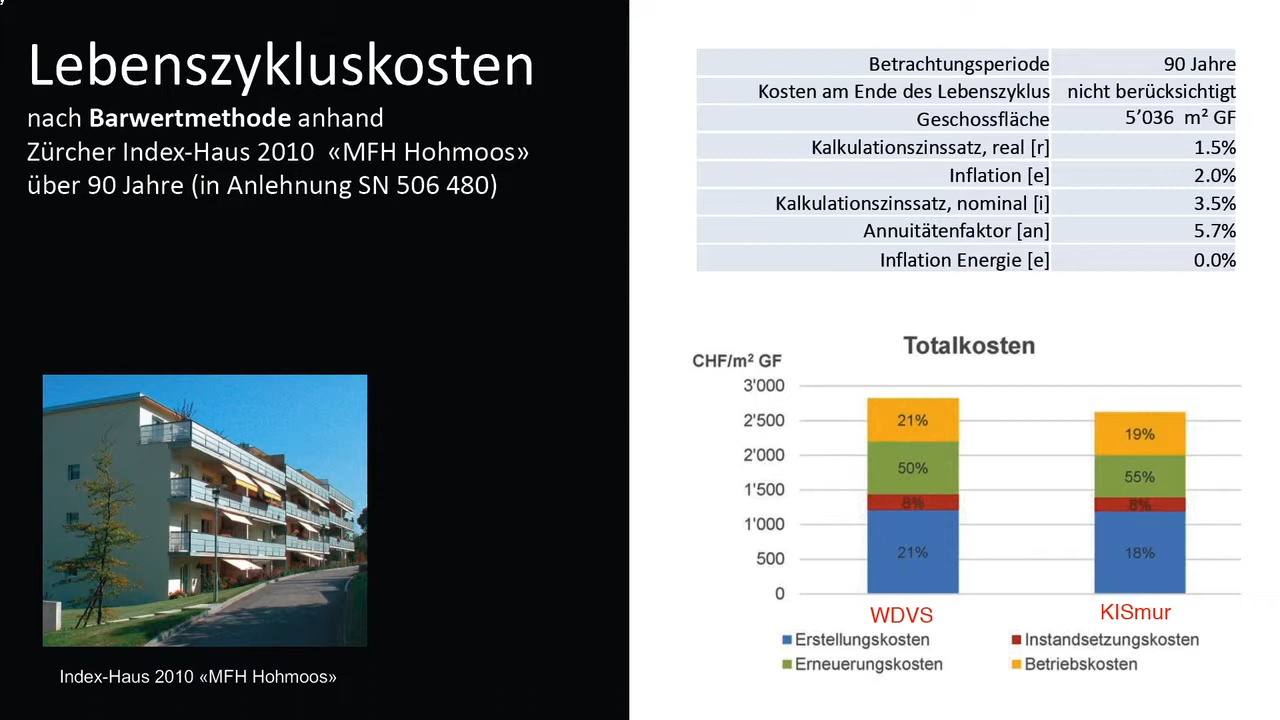 Lebenszykluskosten
nach Barwertmethode anhand
Zürcher Index-Haus 2010 «MFH Hohmoos»
über 90 Jahre (in Anlehnung SN 506 480)
Index-Haus 2010 «MFH Hohmoos»
Betrachtungsperiode 90 Jahre
Kosten am Ende des Lebenszyklus nicht berücksichtigt
Geschossfläche 5’036 m² GF
Kalkulationszinssatz, real [r] 1.5%
Inflation [e] 2.0%
Kalkulationszinssatz, nominal [i] 3.5%
Annuitätenfaktor [an] 5.7%
Inflation Energie [e] 0.0%
Totalkosten
CHF/m² GF
3'000
2'500
2'000
1'500
1'000
500
0
21%
50%
8%
21%
19%
55%
8%
18%
WDVS KISmur
Erstellungskosten Instandsetzungskosten
Erneuerungskosten Betriebskosten